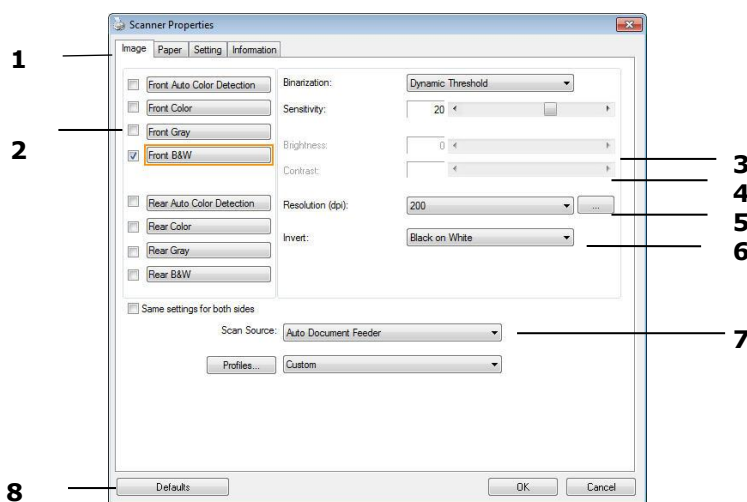 Scanner Properties
Image Paper Setting Information
1
Front Auto Color Detection
Front Color
Front Gray
Front B&W
2
Rear Auto Color Detection
Rear Color
Rear Gray
Rear B&W
Binarization: Dynamic Threshold
Sensitivity: 20
Brightness: 0
Contrast:
3
4
Resolution (dpi): 200 ...
5
Invert: Black on White
6
Same settings for both sides
Scan Source: Auto Document Feeder
7
Profiles... Custom
8
Defaults OK Cancel